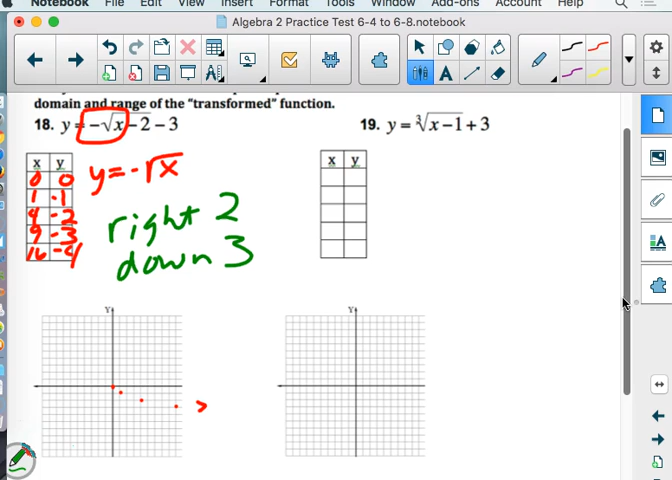 Notebook File Edit View Insert Format Tools Window Add-ons Account Help
Algebra 2 Practice Test 6-4 to 6-8.notebook
domain and range of the “transformed” function.
18. y = −√x − 2 − 3
19. y = ∛x − 1 + 3
x y
0 0
1 -1
4 -2
9 -3
16 -4
y = -√x
right 2
down 3
x y
Y
Y